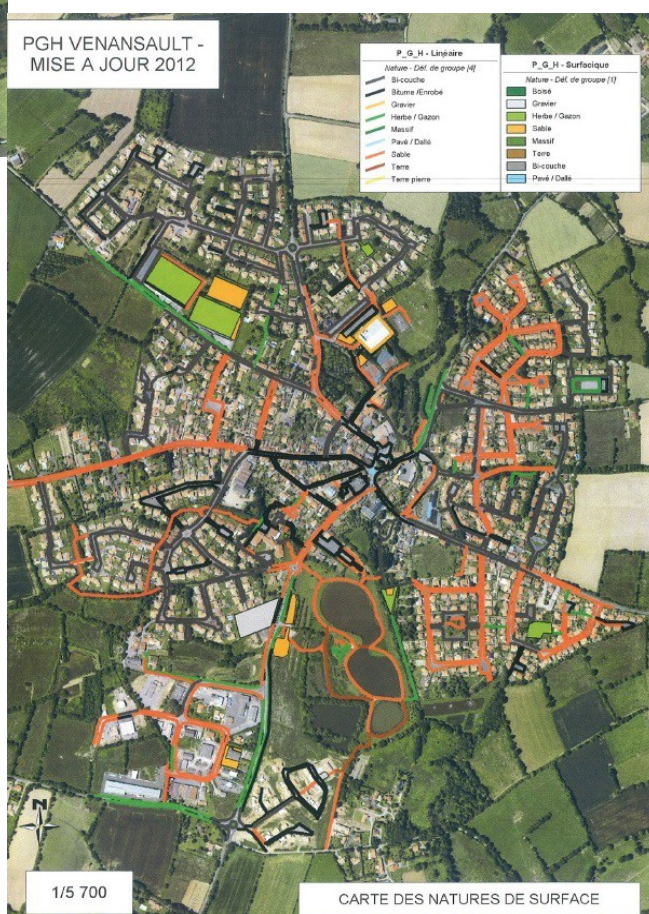 PGH VENANSAULT -
MISE A JOUR 2012
P_G_H - Linéaire
Nature - Déf. de groupe [4]
Bi-couche
Bitume /Enrobé
Gravier
Herbe / Gazon
Massif
Pavé / Dallé
Sable
Terre
Terre pierre
P_G_H - Surfacique
Nature - Déf. de groupe [1]
Boisé
Gravier
Herbe / Gazon
Sable
Massif
Terre
Bi-couche
Pavé / Dallé
N
1/5 700
CARTE DES NATURES DE SURFACE